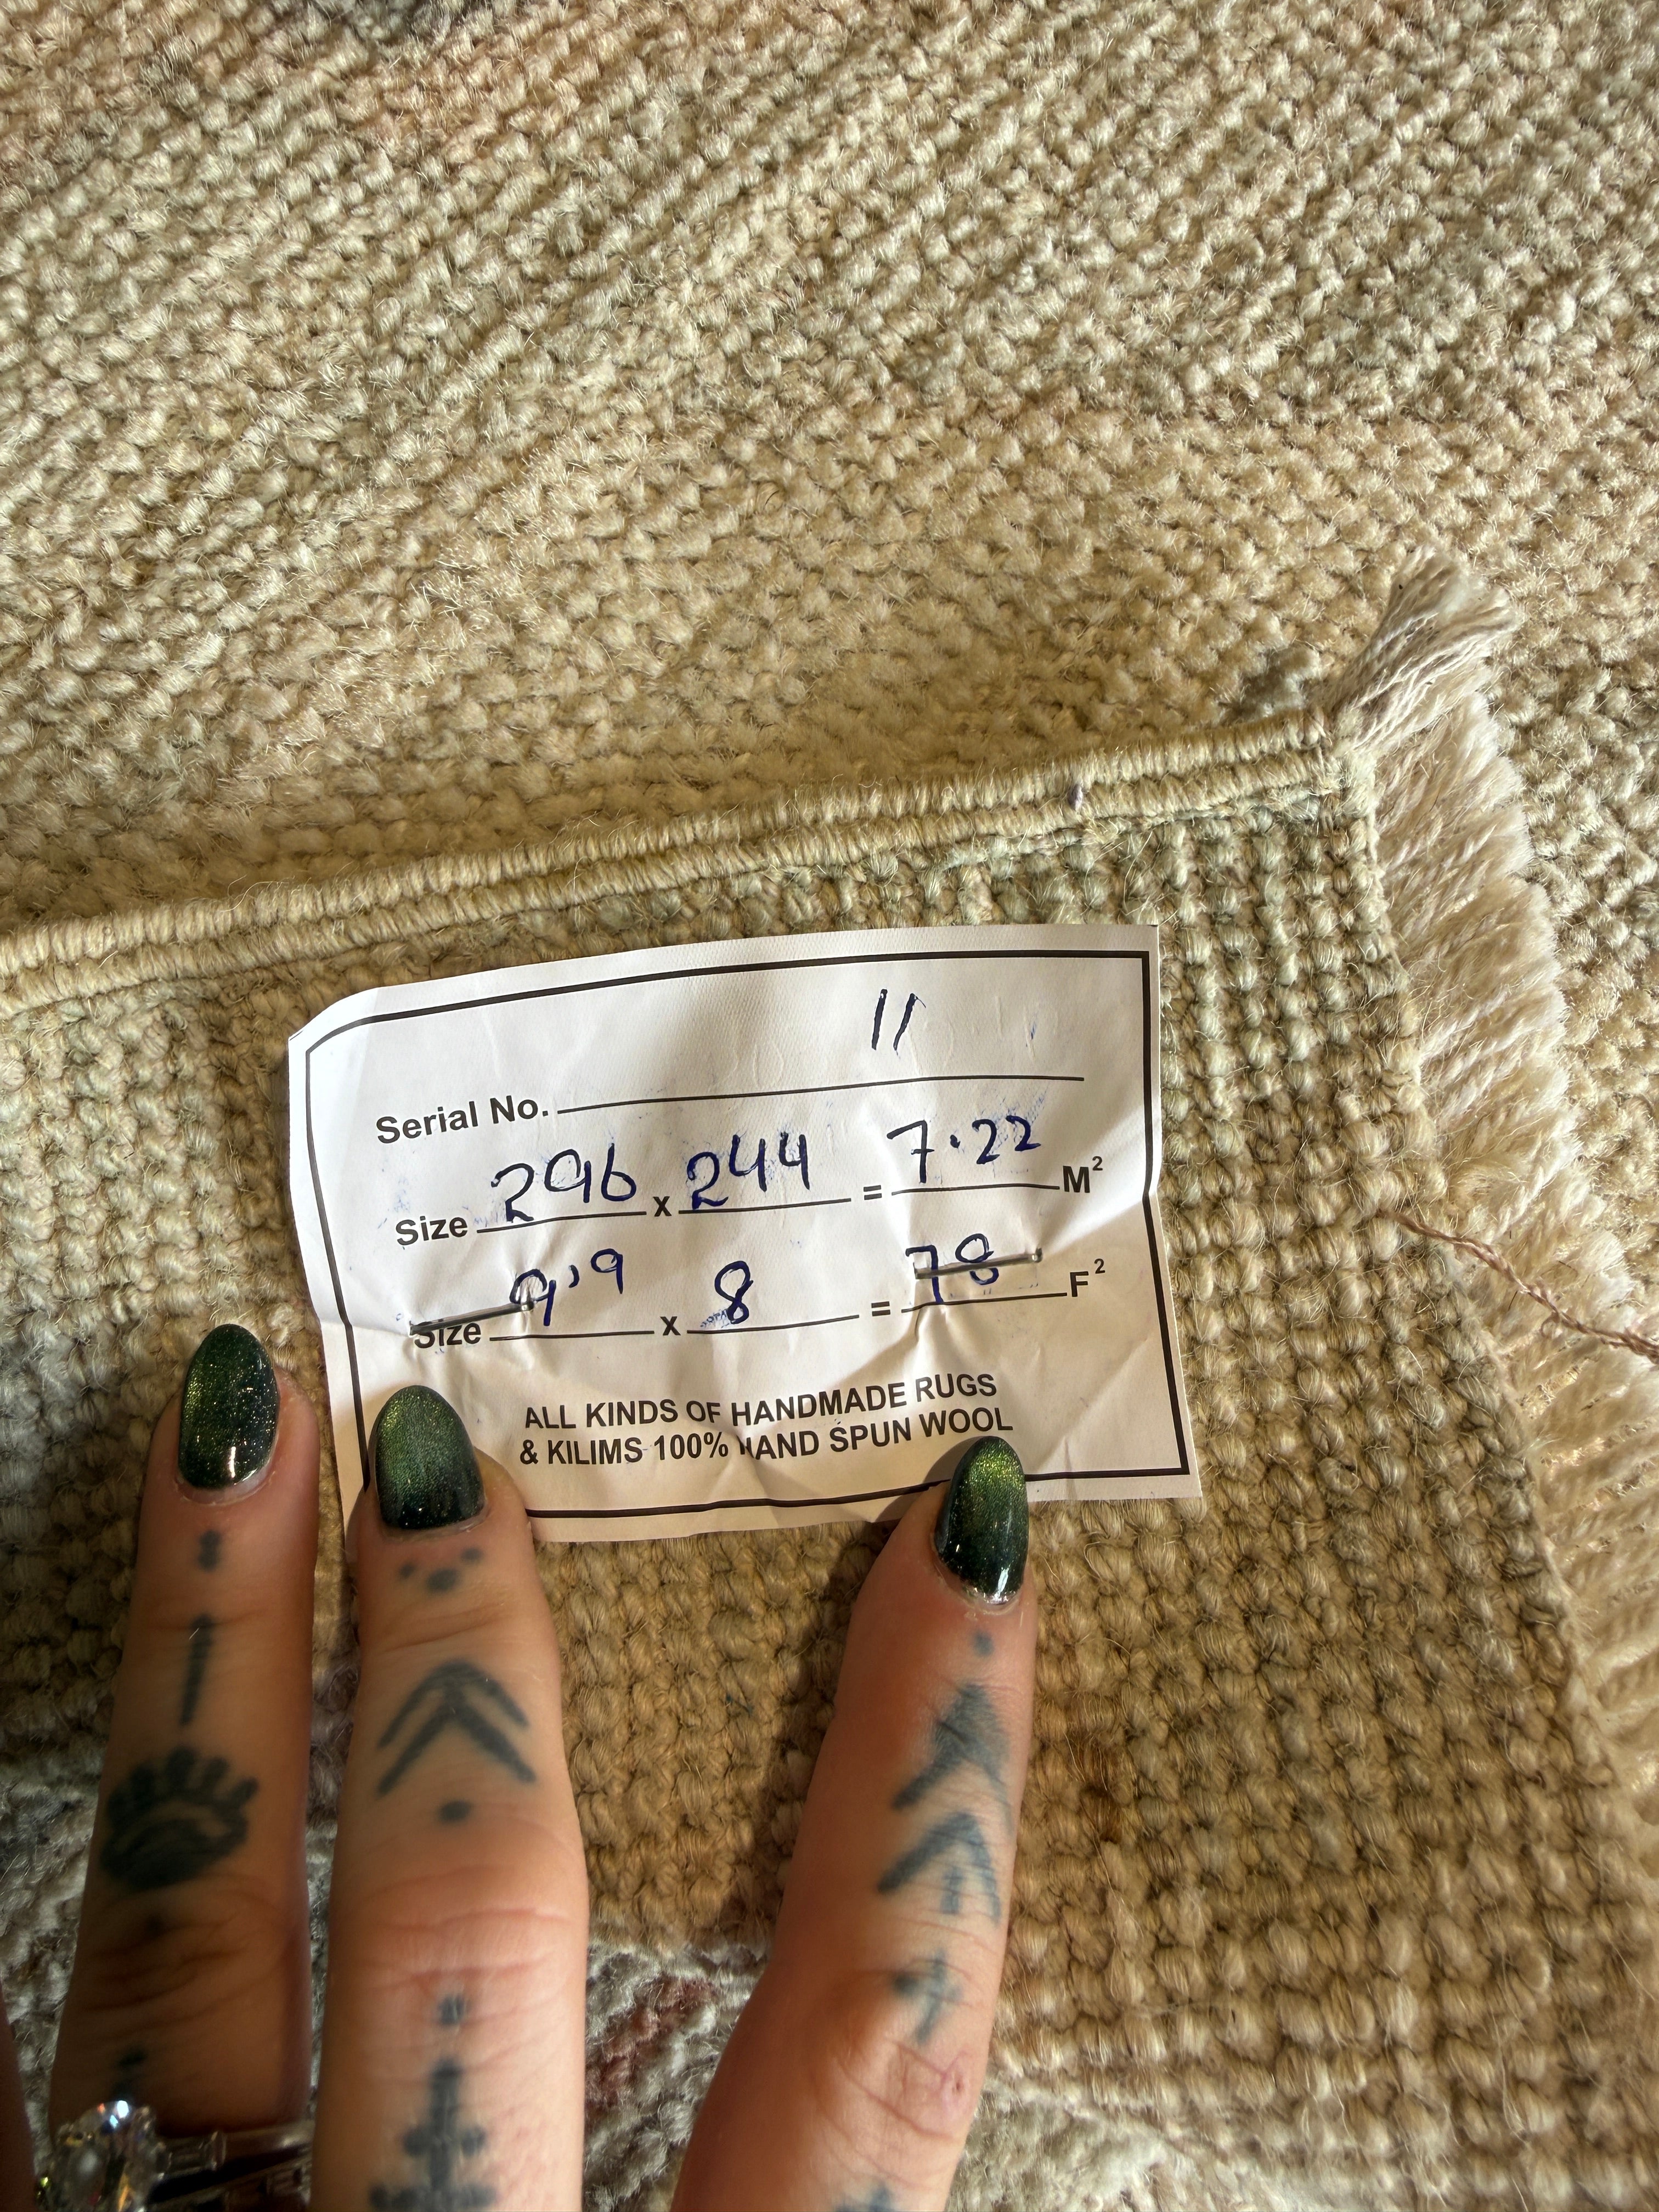 11
Serial No.
Size 296 x 244 = 7.22 M²
Size 9'9 x 8 = 78 F²
ALL KINDS OF HANDMADE RUGS
& KILIMS 100% HAND SPUN WOOL